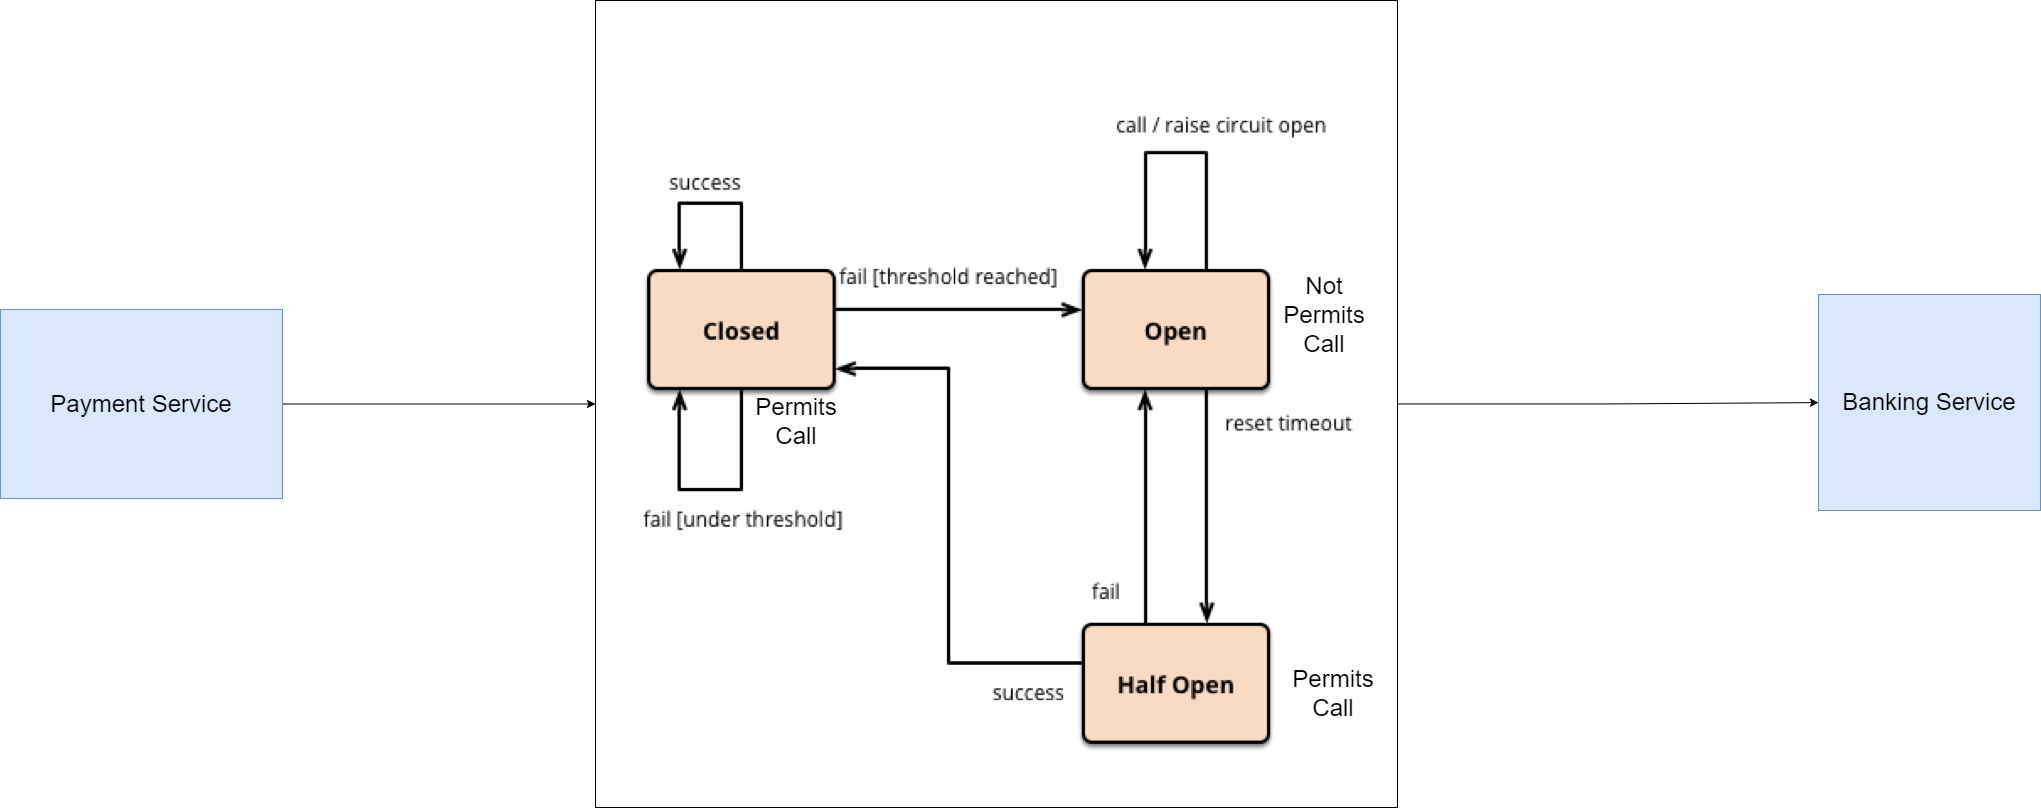 call / raise circuit open
success
fail [threshold reached]
Closed
Open
Not
Permits
Call
Payment Service
Banking Service
Permits
Call
reset timeout
fail [under threshold]
fail
success
Half Open
Permits
Call